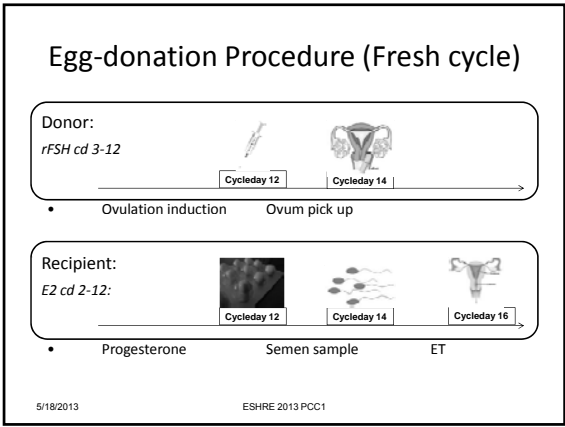 Egg-donation Procedure (Fresh cycle)
Donor:
rFSH cd 3-12
Cycleday 12
Cycleday 14
• Ovulation induction Ovum pick up
Recipient:
E2 cd 2-12:
Cycleday 12
Cycleday 14
Cycleday 16
• Progesterone Semen sample ET
5/18/2013 ESHRE 2013 PCC1